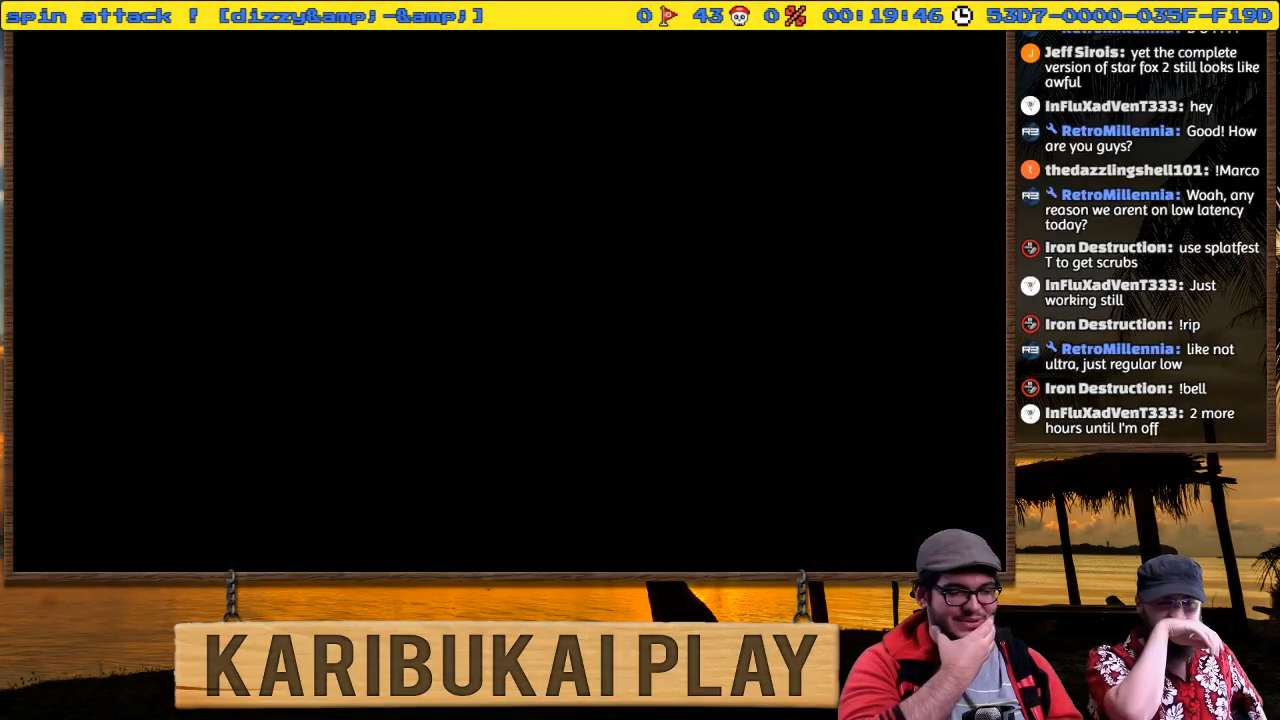 spin attack ! [dizzy&amp;-&amp;] 0 43 0% 00:19:46 53D7-0000-035F-F19D
Jeff Sirois: yet the complete
version of star fox 2 still looks like
awful
InFluXadVenT333: hey
RetroMillennia: Good! How
are you guys?
thedazzlingshell101: !Marco
RetroMillennia: Woah, any
reason we arent on low latency
today?
Iron Destruction: use splatfest
T to get scrubs
InFluXadVenT333: Just
working still
Iron Destruction: !rip
RetroMillennia: like not
ultra, just regular low
Iron Destruction: !bell
InFluXadVenT333: 2 more
hours until I'm off
KARIBUKAI PLAY